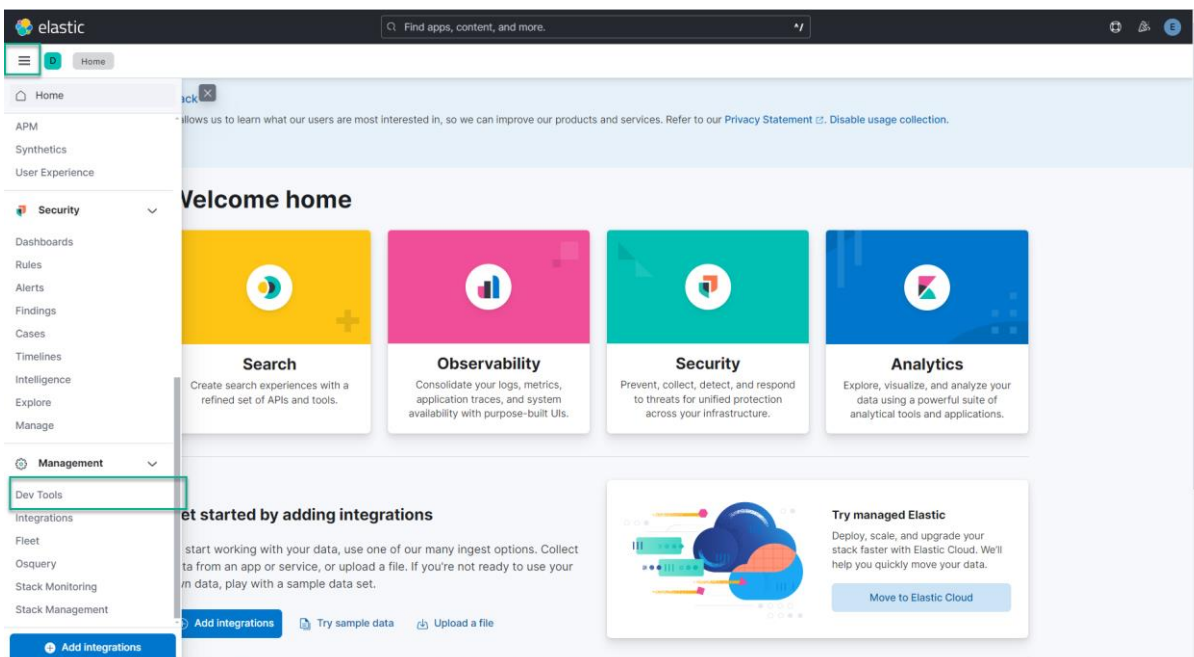 elastic
Find apps, content, and more.
^/
E
D
Home
Home
APM
Synthetics
User Experience
Security
Dashboards
Rules
Alerts
Findings
Cases
Timelines
Intelligence
Explore
Manage
Management
Dev Tools
Integrations
Fleet
Osquery
Stack Monitoring
Stack Management
Add integrations
ack
allows us to learn what our users are most interested in, so we can improve our products and services. Refer to our Privacy Statement. Disable usage collection.
Welcome home
Search
Create search experiences with a
refined set of APIs and tools.
Observability
Consolidate your logs, metrics,
application traces, and system
availability with purpose-built UIs.
Security
Prevent, collect, detect, and respond
to threats for unified protection
across your infrastructure.
Analytics
Explore, visualize, and analyze your
data using a powerful suite of
analytical tools and applications.
et started by adding integrations
start working with your data, use one of our many ingest options. Collect
ta from an app or service, or upload a file. If you're not ready to use your
n data, play with a sample data set.
Add integrations
Try sample data
Upload a file
Try managed Elastic
Deploy, scale, and upgrade your
stack faster with Elastic Cloud. We'll
help you quickly move your data.
Move to Elastic Cloud